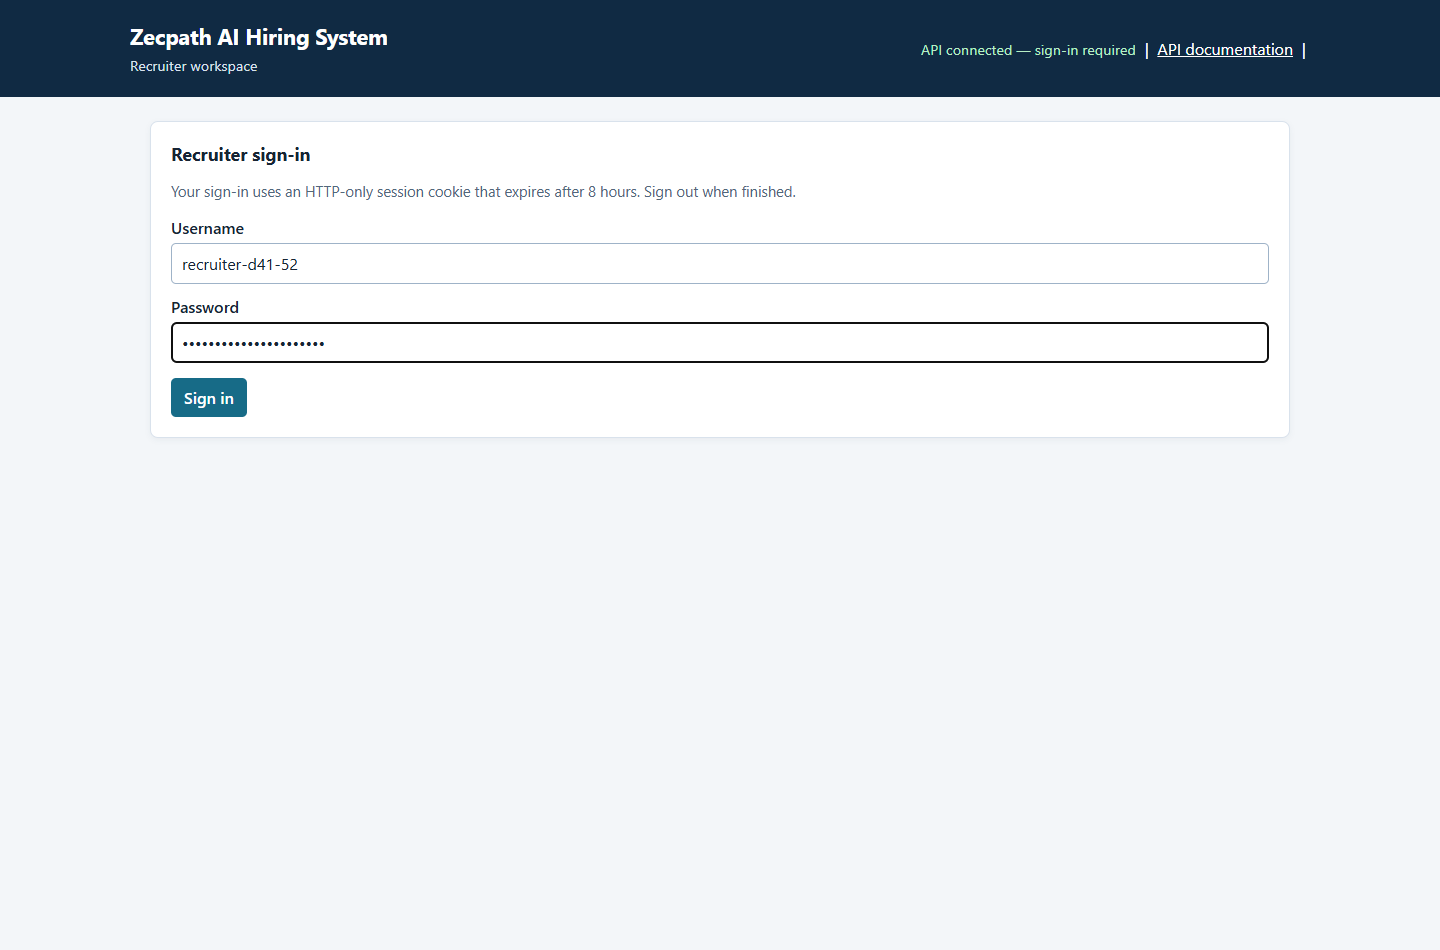 Zecpath AI Hiring System
Recruiter workspace
API connected — sign-in required | API documentation |
Recruiter sign-in
Your sign-in uses an HTTP-only session cookie that expires after 8 hours. Sign out when finished.
Username
recruiter-d41-52
Password
••••••••••••••••••••••
Sign in